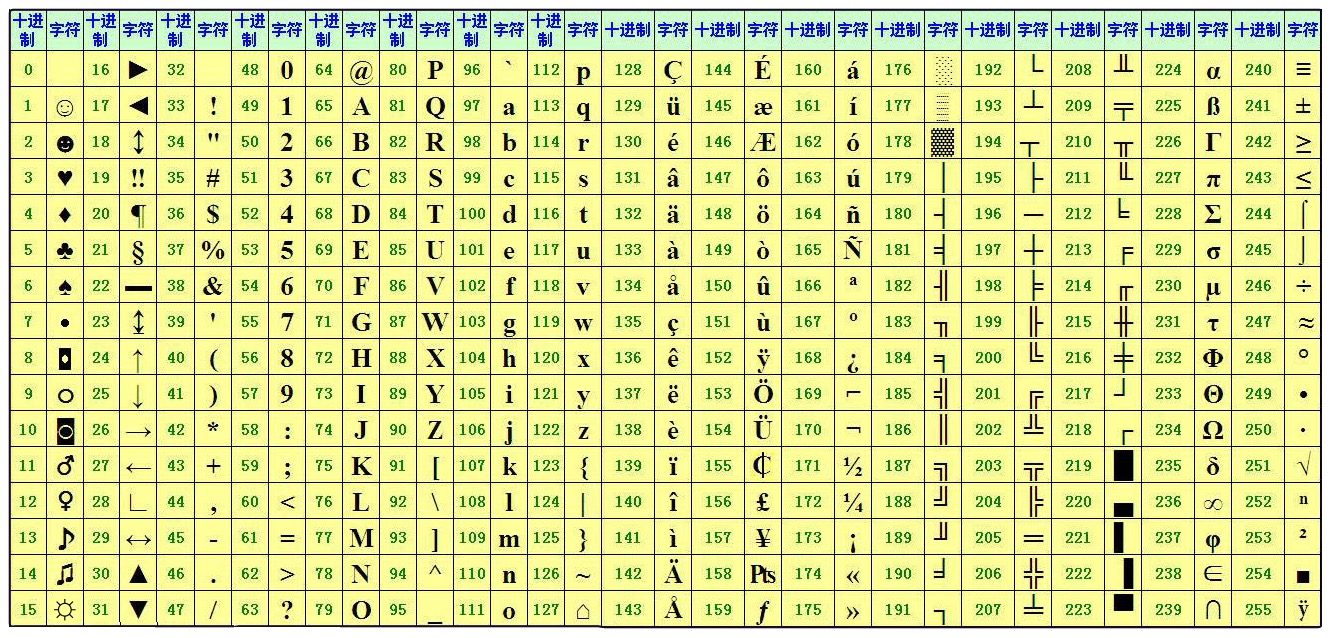 十进制 字符 十进制 字符 十进制 字符 十进制 字符 十进制 字符 十进制 字符 十进制 字符 十进制 字符 十进制 字符 十进制 字符 十进制 字符 十进制 字符 十进制 字符 十进制 字符 十进制 字符 十进制 字符
0 16 ► 32 48 0 64 @ 80 P 96 ` 112 p 128 Ç 144 É 160 á 176 ░ 192 └ 208 ╨ 224 α 240 ≡
1 ☺ 17 ◄ 33 ! 49 1 65 A 81 Q 97 a 113 q 129 ü 145 æ 161 í 177 ▒ 193 ┴ 209 ╤ 225 ß 241 ±
2 ☻ 18 ↕ 34 " 50 2 66 B 82 R 98 b 114 r 130 é 146 Æ 162 ó 178 ▓ 194 ┬ 210 ╥ 226 Γ 242 ≥
3 ♥ 19 ‼ 35 # 51 3 67 C 83 S 99 c 115 s 131 â 147 ô 163 ú 179 │ 195 ├ 211 ╙ 227 π 243 ≤
4 ♦ 20 ¶ 36 $ 52 4 68 D 84 T 100 d 116 t 132 ä 148 ö 164 ñ 180 ┤ 196 ─ 212 ╘ 228 Σ 244 ⌠
5 ♣ 21 § 37 % 53 5 69 E 85 U 101 e 117 u 133 à 149 ò 165 Ñ 181 ╡ 197 ┼ 213 ╒ 229 σ 245 ⌡
6 ♠ 22 ▬ 38 & 54 6 70 F 86 V 102 f 118 v 134 å 150 û 166 ª 182 ╢ 198 ╞ 214 ╓ 230 µ 246 ÷
7 • 23 ↨ 39 ' 55 7 71 G 87 W 103 g 119 w 135 ç 151 ù 167 º 183 ╖ 199 ╟ 215 ╫ 231 τ 247 ≈
8 ◘ 24 ↑ 40 ( 56 8 72 H 88 X 104 h 120 x 136 ê 152 ÿ 168 ¿ 184 ╕ 200 ╚ 216 ╪ 232 Φ 248 °
9 ○ 25 ↓ 41 ) 57 9 73 I 89 Y 105 i 121 y 137 ë 153 Ö 169 ⌐ 185 ╣ 201 ╔ 217 ┘ 233 Θ 249 •
10 ◙ 26 → 42 * 58 : 74 J 90 Z 106 j 122 z 138 è 154 Ü 170 ¬ 186 ║ 202 ╩ 218 ┌ 234 Ω 250 ·
11 ♂ 27 ← 43 + 59 ; 75 K 91 [ 107 k 123 { 139 ï 155 ₵ 171 ½ 187 ╗ 203 ╦ 219 █ 235 δ 251 √
12 ♀ 28 ∟ 44 , 60 < 76 L 92 \ 108 l 124 | 140 î 156 £ 172 ¼ 188 ╝ 204 ╠ 220 ▄ 236 ∞ 252 ⁿ
13 ♪ 29 ↔ 45 - 61 = 77 M 93 ] 109 m 125 } 141 ì 157 ¥ 173 ¡ 189 ╜ 205 ═ 221 ▌ 237 φ 253 ²
14 ♫ 30 ▲ 46 . 62 > 78 N 94 ^ 110 n 126 ~ 142 Ä 158 ₧ 174 « 190 ╛ 206 ╬ 222 ▐ 238 ∈ 254 ■
15 ☼ 31 ▼ 47 / 63 ? 79 O 95 _ 111 o 127 ⌂ 143 Å 159 ƒ 175 » 191 ┐ 207 ╧ 223 ▀ 239 ∩ 255 ÿ